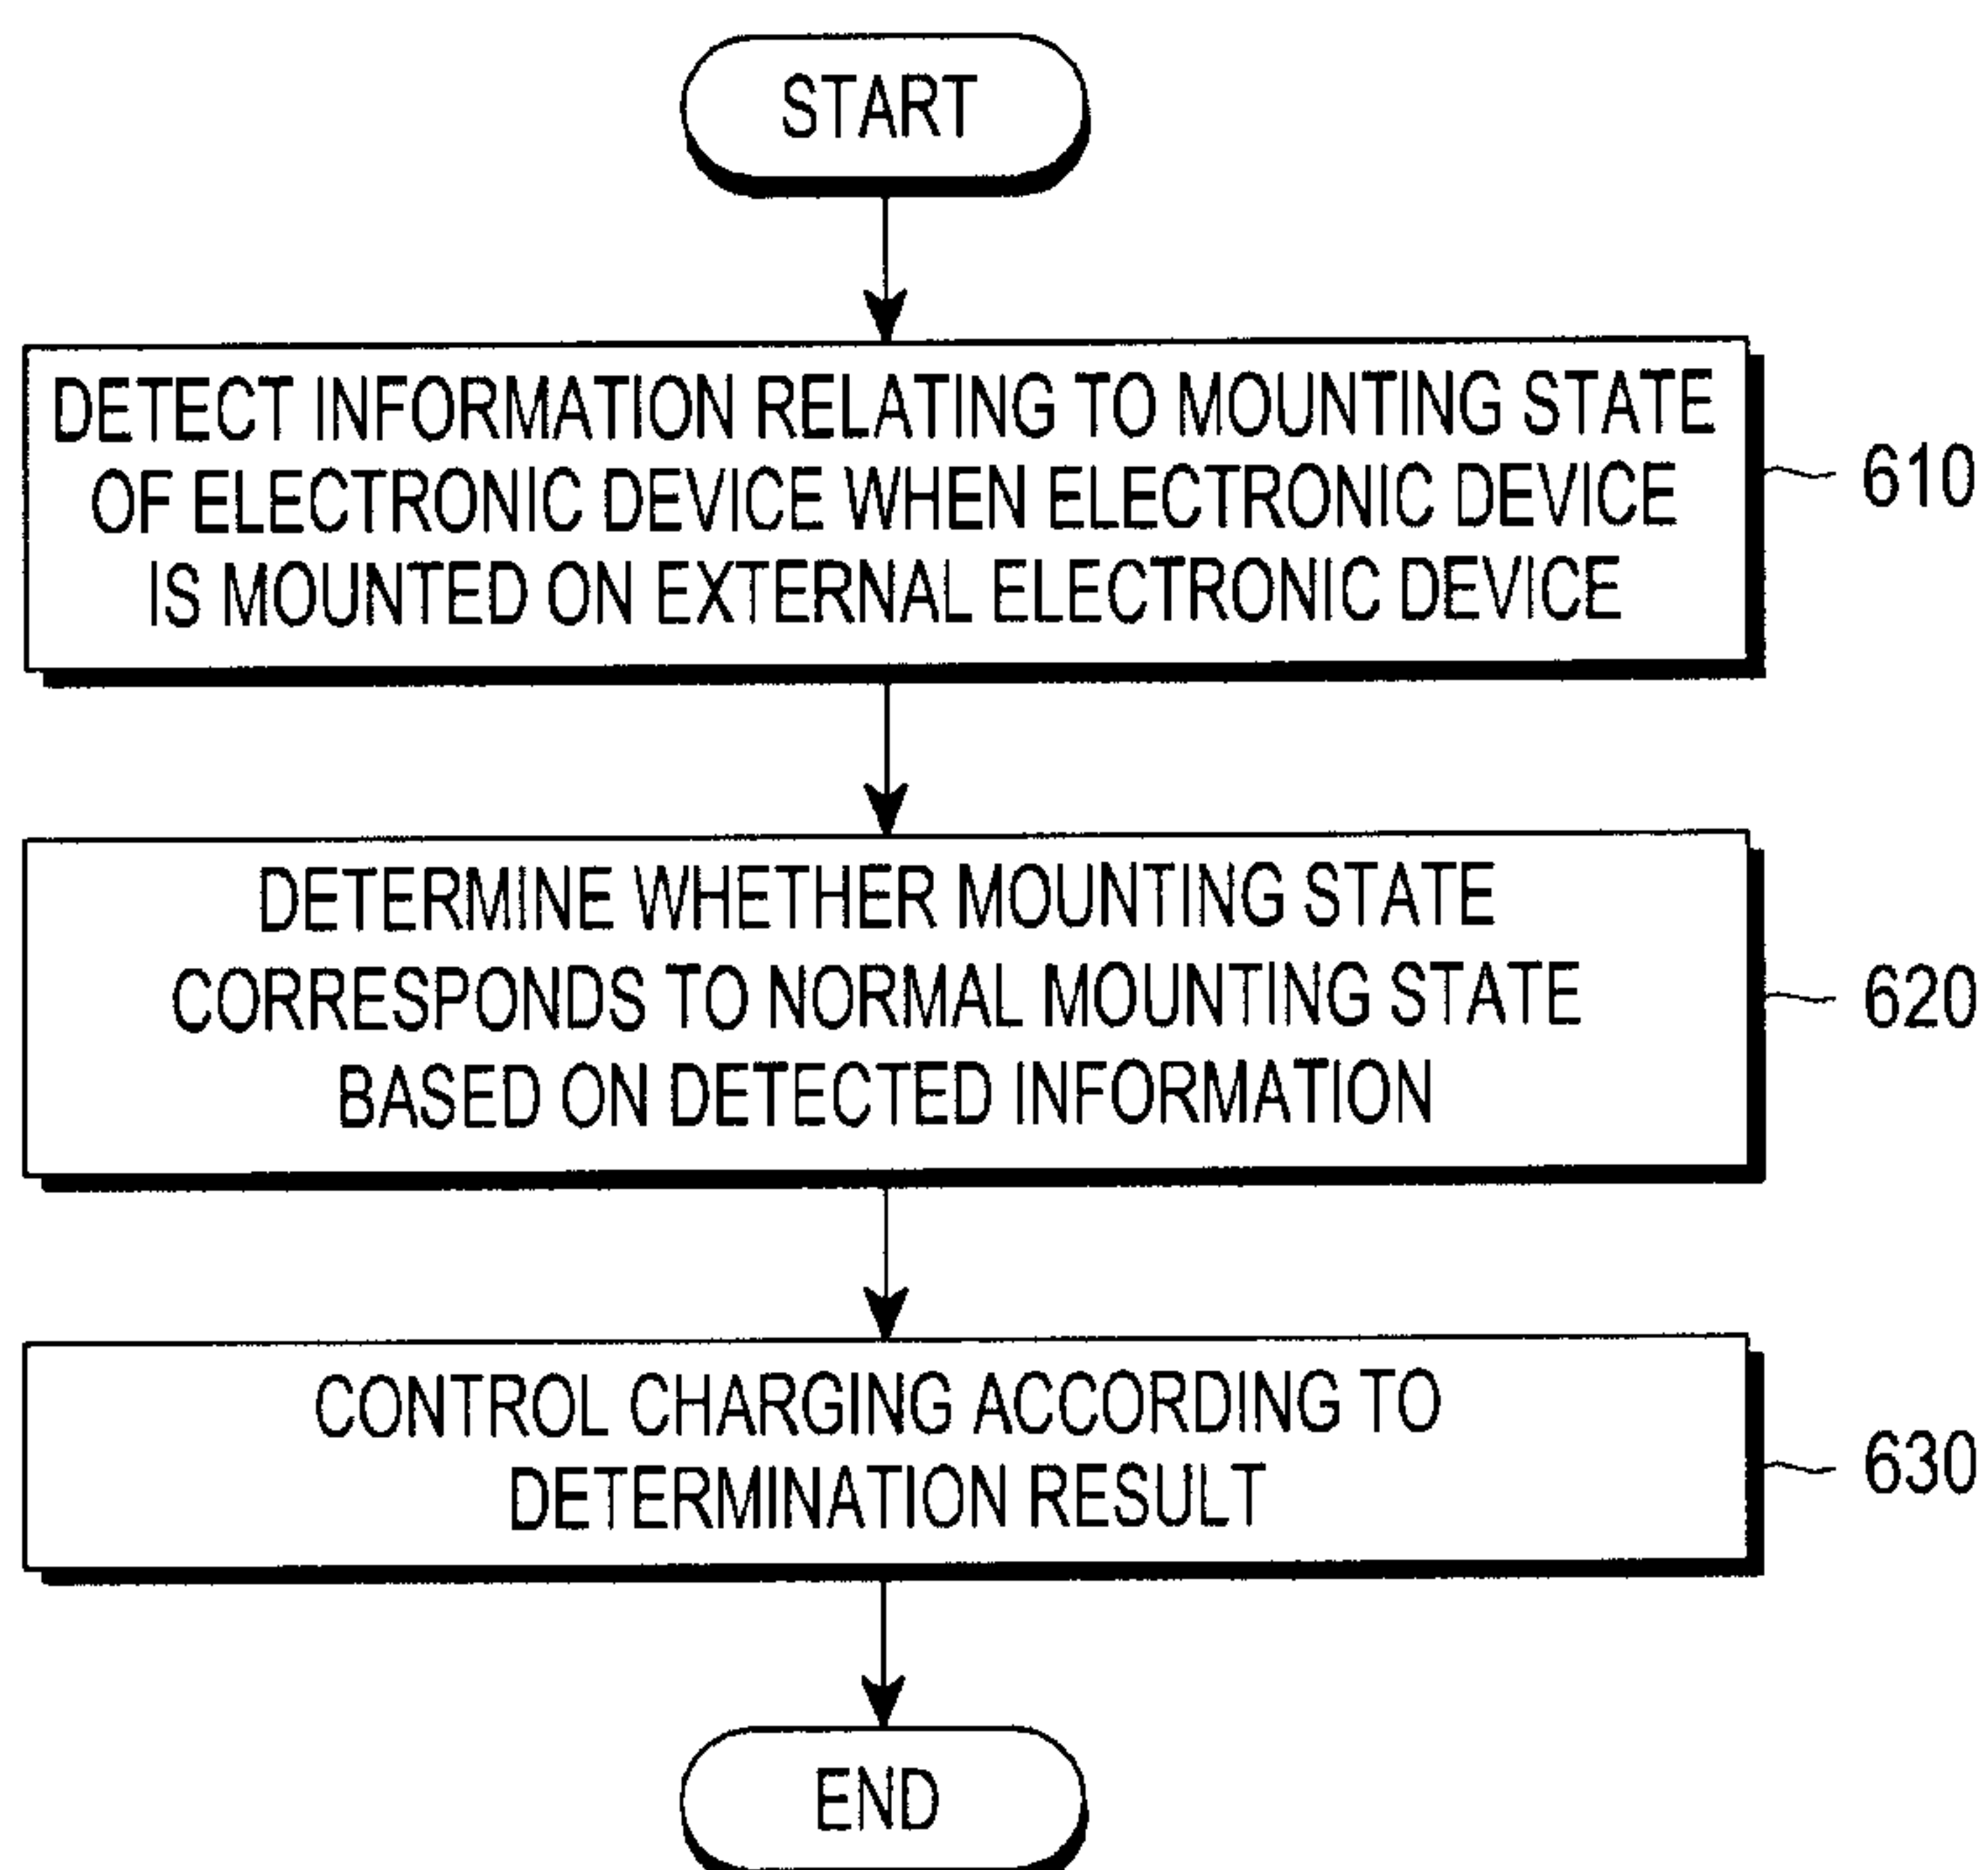 START
DETECT INFORMATION RELATING TO MOUNTING STATE
OF ELECTRONIC DEVICE WHEN ELECTRONIC DEVICE
IS MOUNTED ON EXTERNAL ELECTRONIC DEVICE
610
DETERMINE WHETHER MOUNTING STATE
CORRESPONDS TO NORMAL MOUNTING STATE
BASED ON DETECTED INFORMATION
620
CONTROL CHARGING ACCORDING TO
DETERMINATION RESULT
630
END